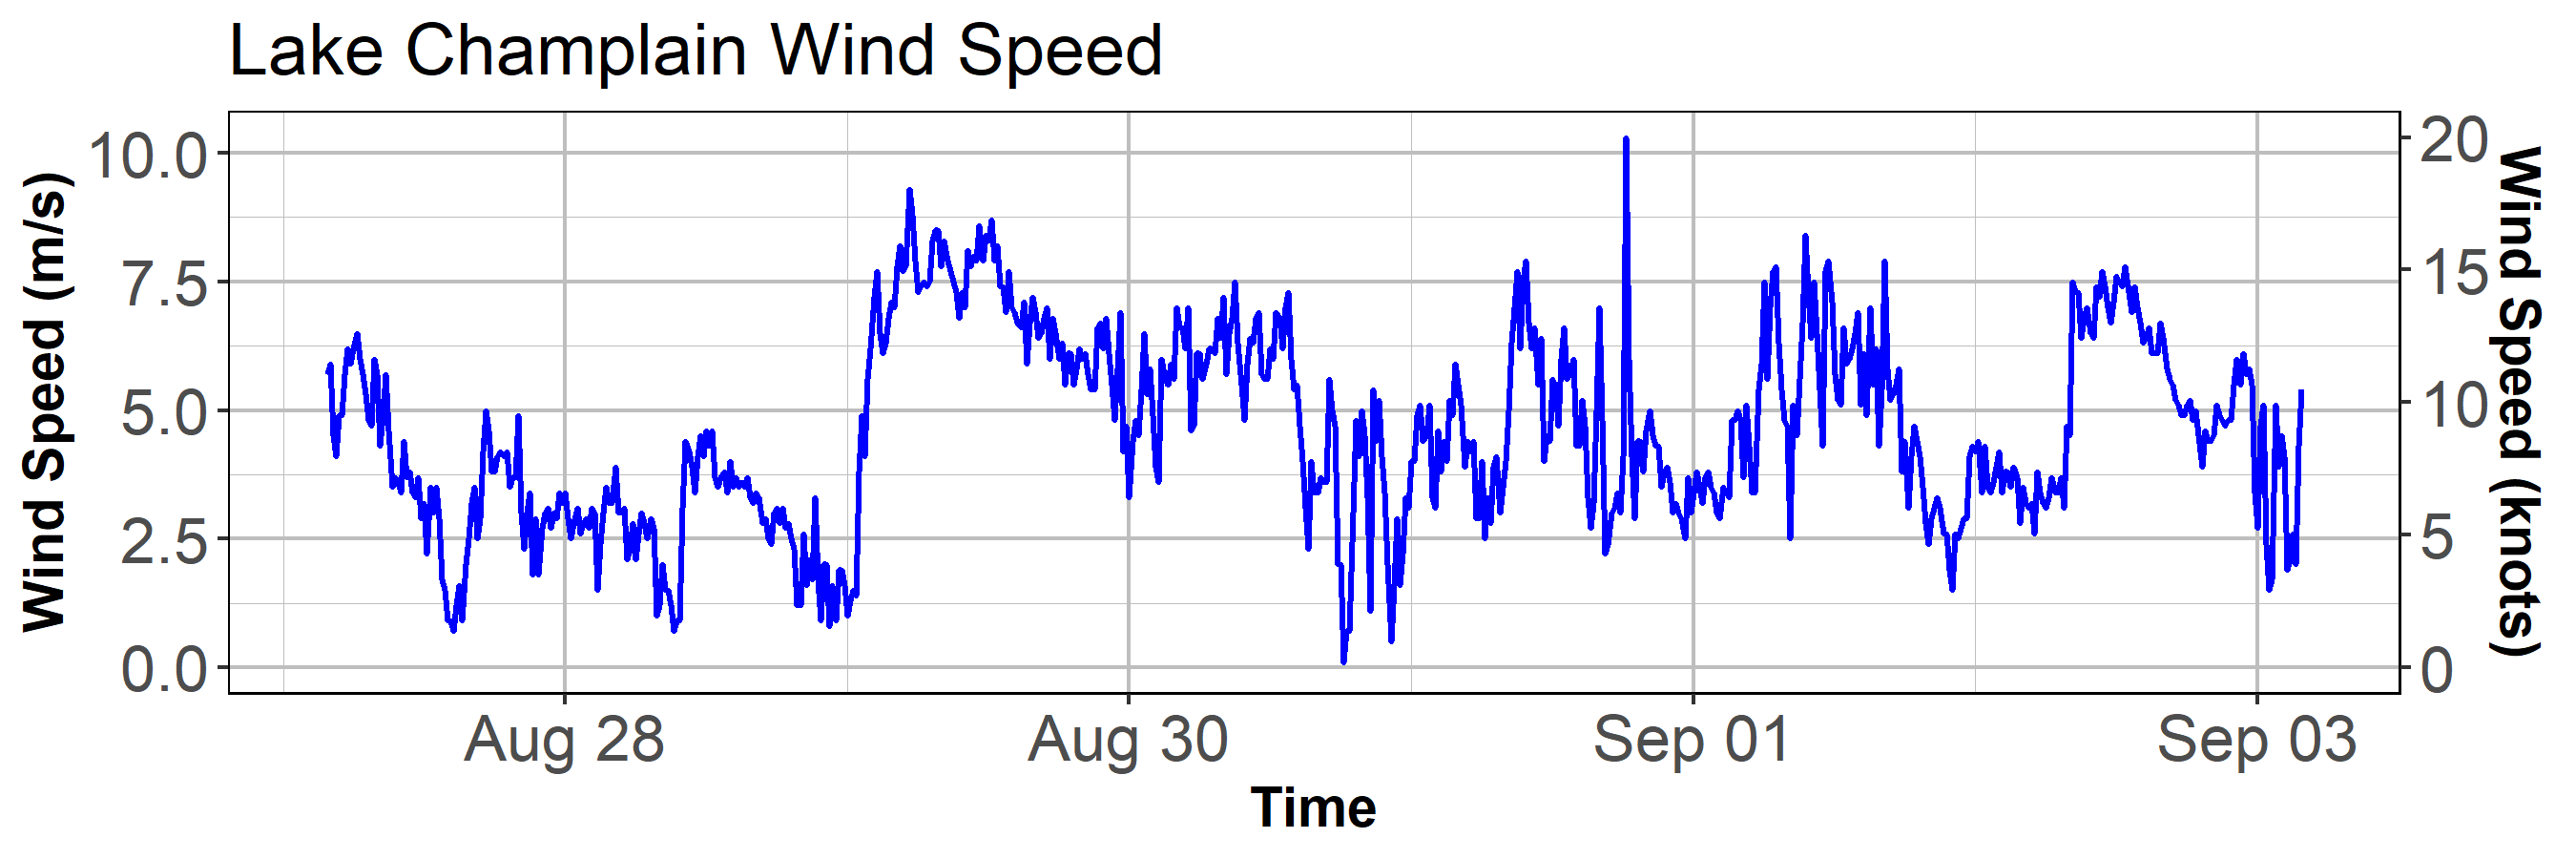 Lake Champlain Wind Speed
Wind Speed (m/s)
10.0
7.5
5.0
2.5
0.0
20
15
10
5
0
Wind Speed (knots)
Aug 28
Aug 30
Sep 01
Sep 03
Time